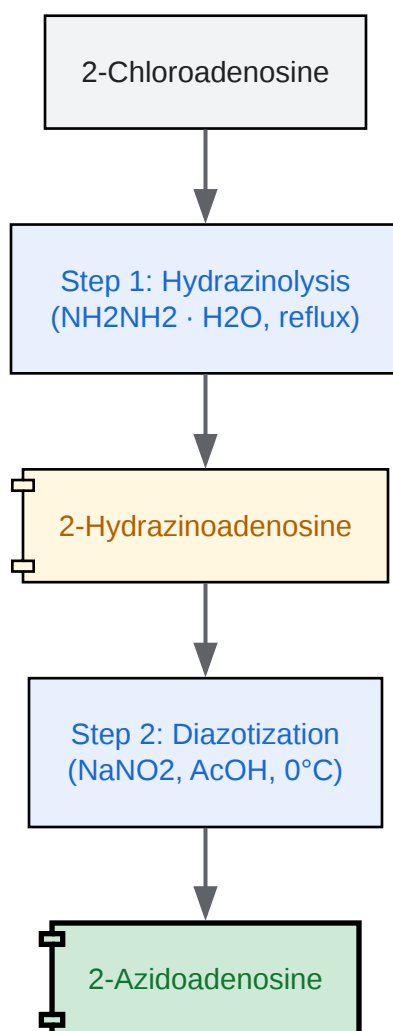 2-Chloroadenosine
Step 1: Hydrazinolysis
(NH2NH2 · H2O, reflux)
2-Hydrazinoadenosine
Step 2: Diazotization
(NaNO2, AcOH, 0°C)
2-Azidoadenosine